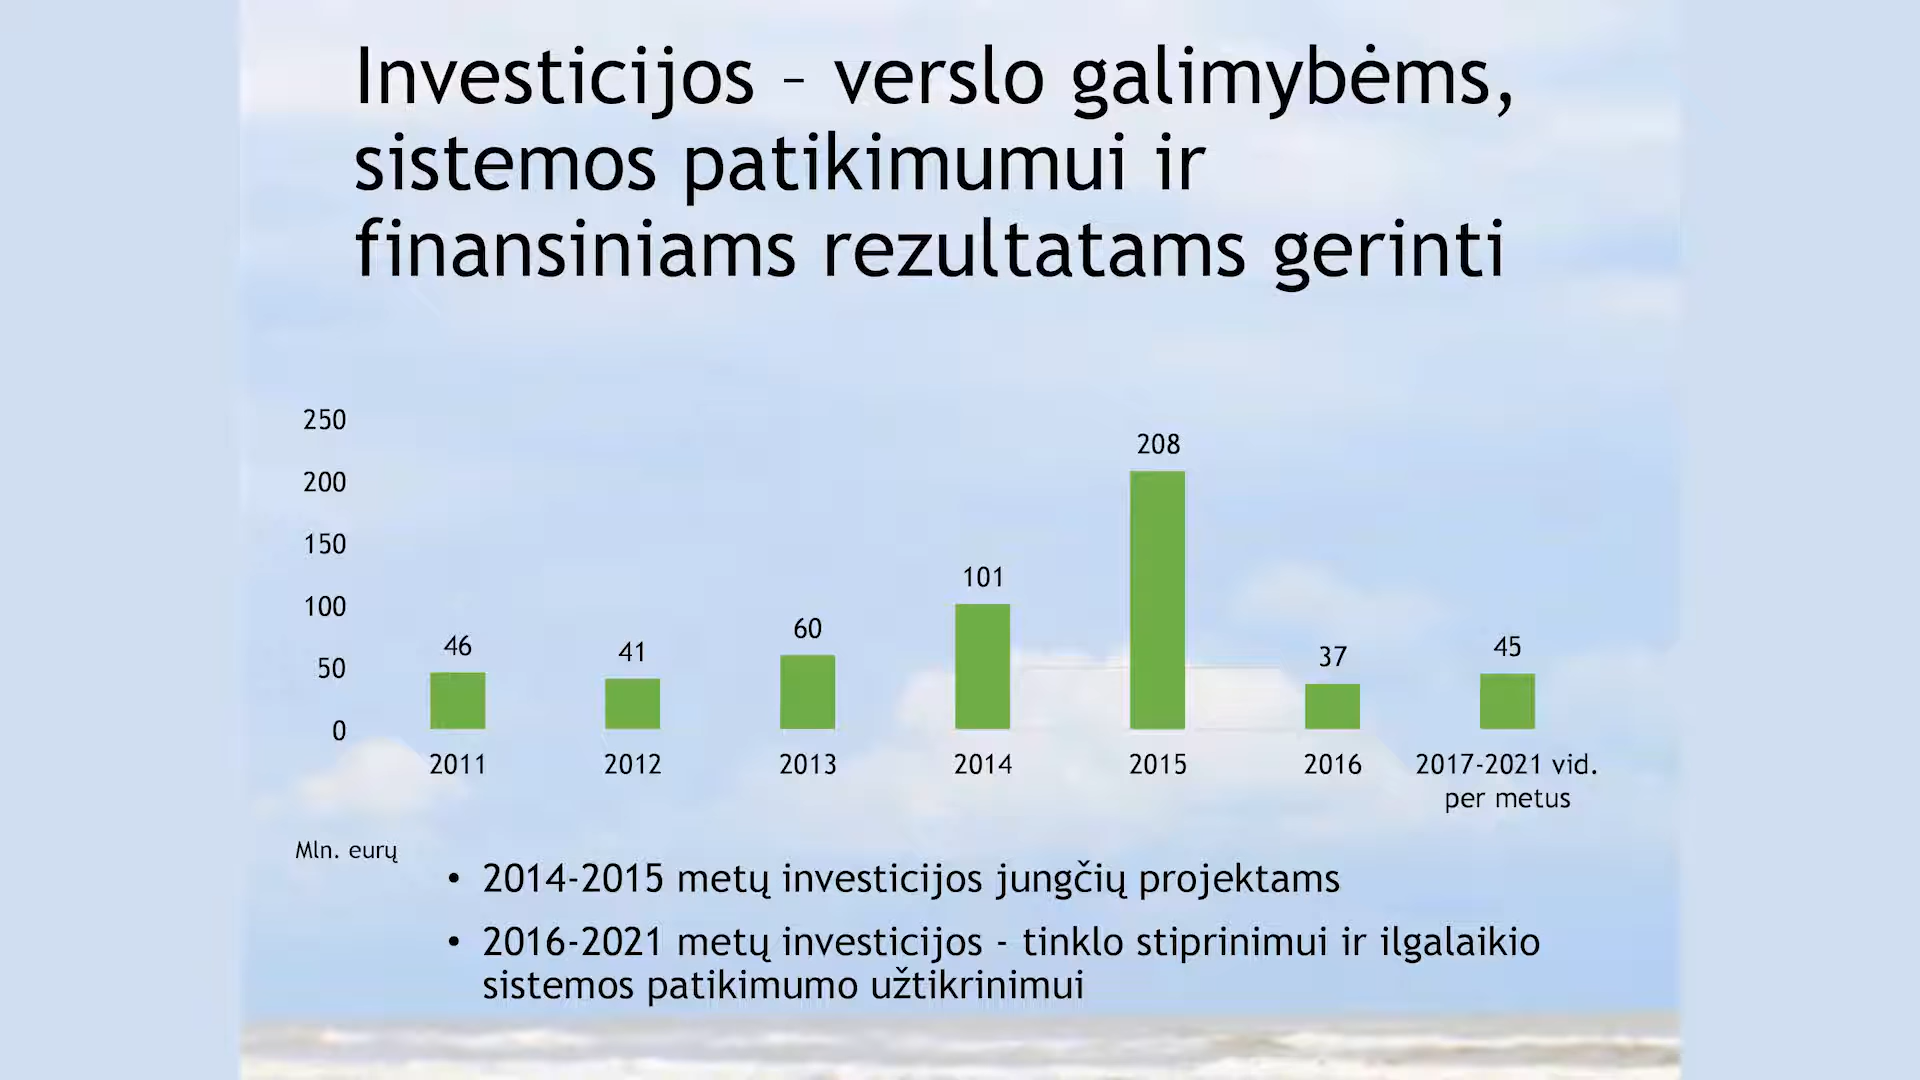 Investicijos – verslo galimybėms,
sistemos patikimumui ir
finansiniams rezultatams gerinti
250
200
150
100
50
0
46
41
60
101
208
37
45
2011
2012
2013
2014
2015
2016
2017-2021 vid.
per metus
Mln. eurų
• 2014-2015 metų investicijos jungčių projektams
• 2016-2021 metų investicijos - tinklo stiprinimui ir ilgalaikio
sistemos patikimumo užtikrinimui